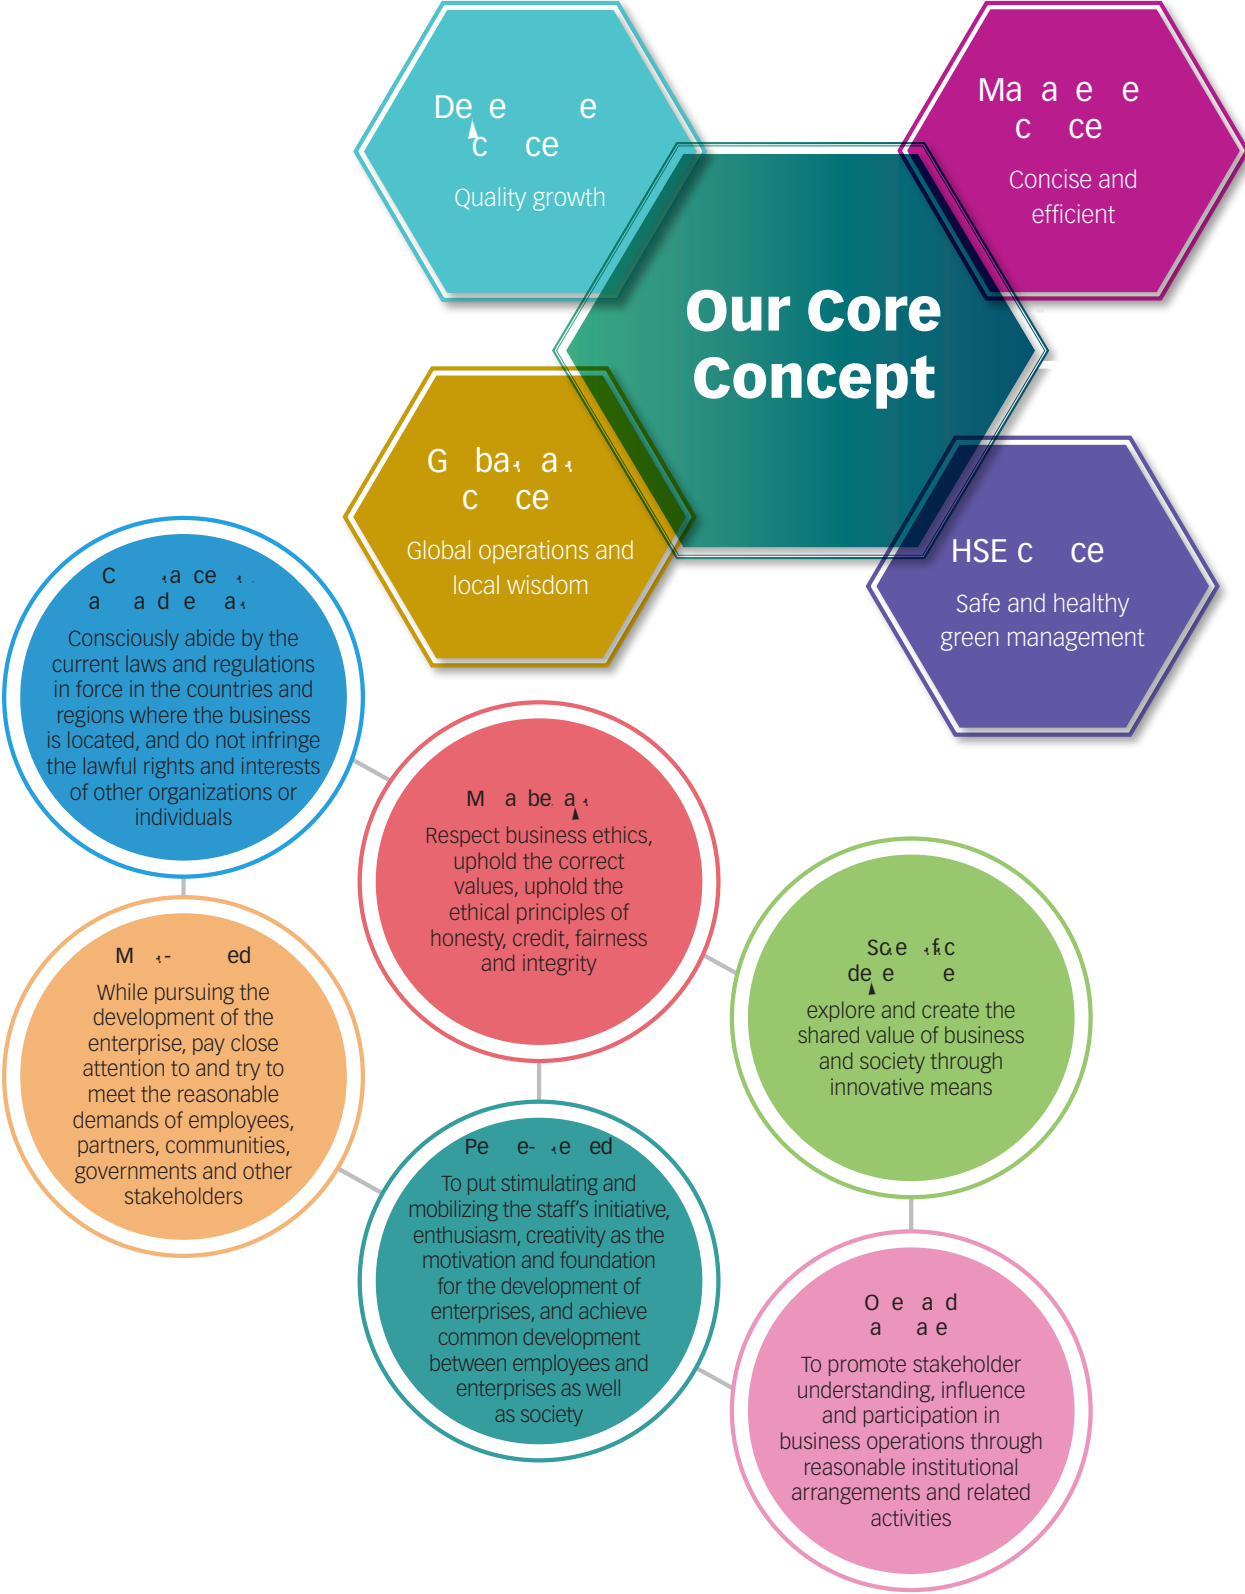 Quality growth
Concise and
efficient
Our Core
Concept
Global operations and
local wisdom
HSE
Safe and healthy
green management
Consciously abide by the
current laws and regulations
in force in the countries and
regions where the business
is located, and do not infringe
the lawful rights and interests
of other organizations or
individuals
Respect business ethics,
uphold the correct
values, uphold the
ethical principles of
honesty, credit, fairness
and integrity
explore and create the
shared value of business
and society through
innovative means
While pursuing the
development of the
enterprise, pay close
attention to and try to
meet the reasonable
demands of employees,
partners, communities,
governments and other
stakeholders
To put stimulating and
mobilizing the staff's initiative,
enthusiasm, creativity as the
motivation and foundation
for the development of
enterprises, and achieve
common development
between employees and
enterprises as well
as society
To promote stakeholder
understanding, influence
and participation in
business operations through
reasonable institutional
arrangements and related
activities